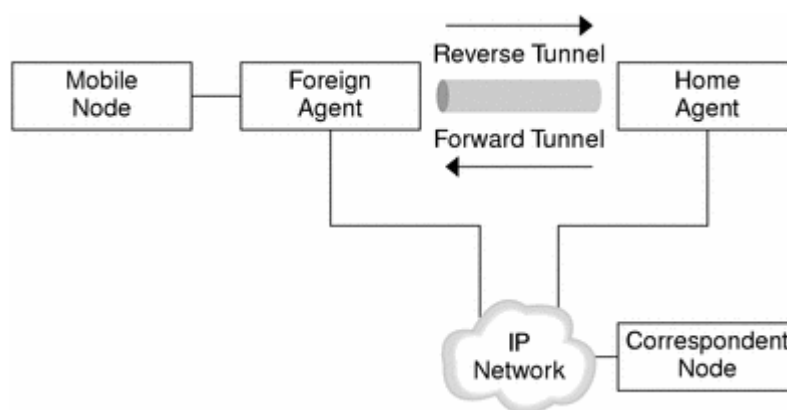 Reverse Tunnel
Mobile
Node
Foreign
Agent
Home
Agent
Forward Tunnel
IP
Network
Correspondent
Node